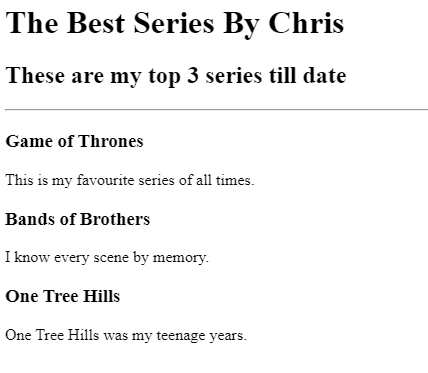 The Best Series By Chris
These are my top 3 series till date
Game of Thrones
This is my favourite series of all times.
Bands of Brothers
I know every scene by memory.
One Tree Hills
One Tree Hills was my teenage years.